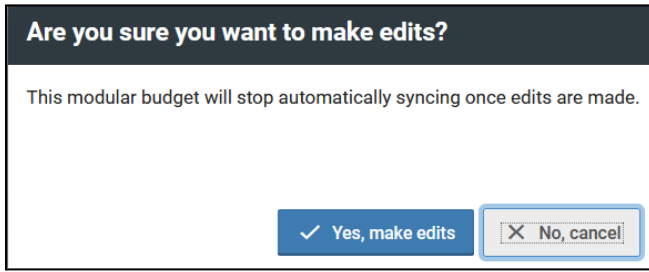 Are you sure you want to make edits?
This modular budget will stop automatically syncing once edits are made.
Yes, make edits
No, cancel